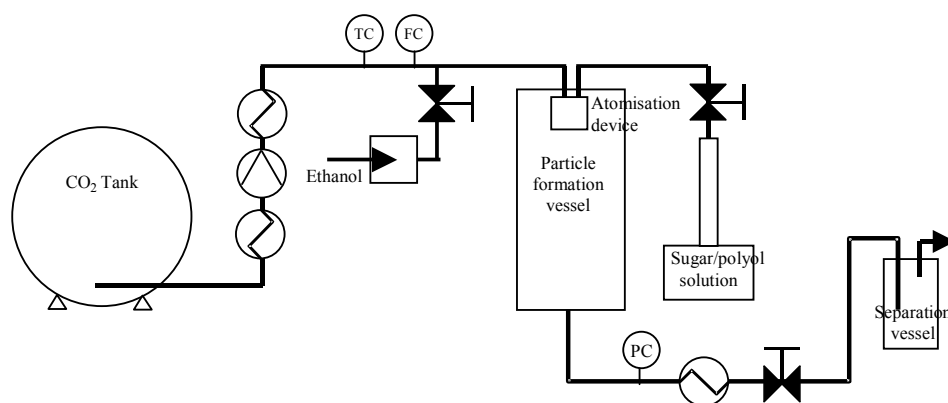 TC
FC
Atomisation
device
CO₂ Tank
Ethanol
Particle
formation
vessel
Sugar/polyol
solution
Separation
vessel
PC